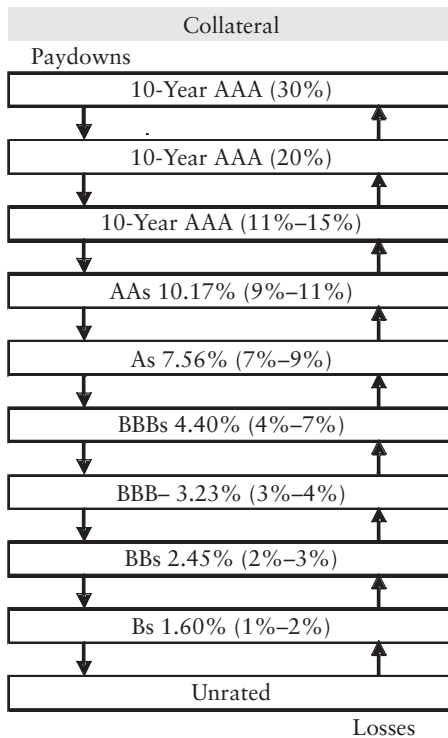 Collateral
Paydowns
10-Year AAA (30%)
10-Year AAA (20%)
10-Year AAA (11%–15%)
AAs 10.17% (9%–11%)
As 7.56% (7%–9%)
BBBs 4.40% (4%–7%)
BBB– 3.23% (3%–4%)
BBs 2.45% (2%–3%)
Bs 1.60% (1%–2%)
Unrated
Losses